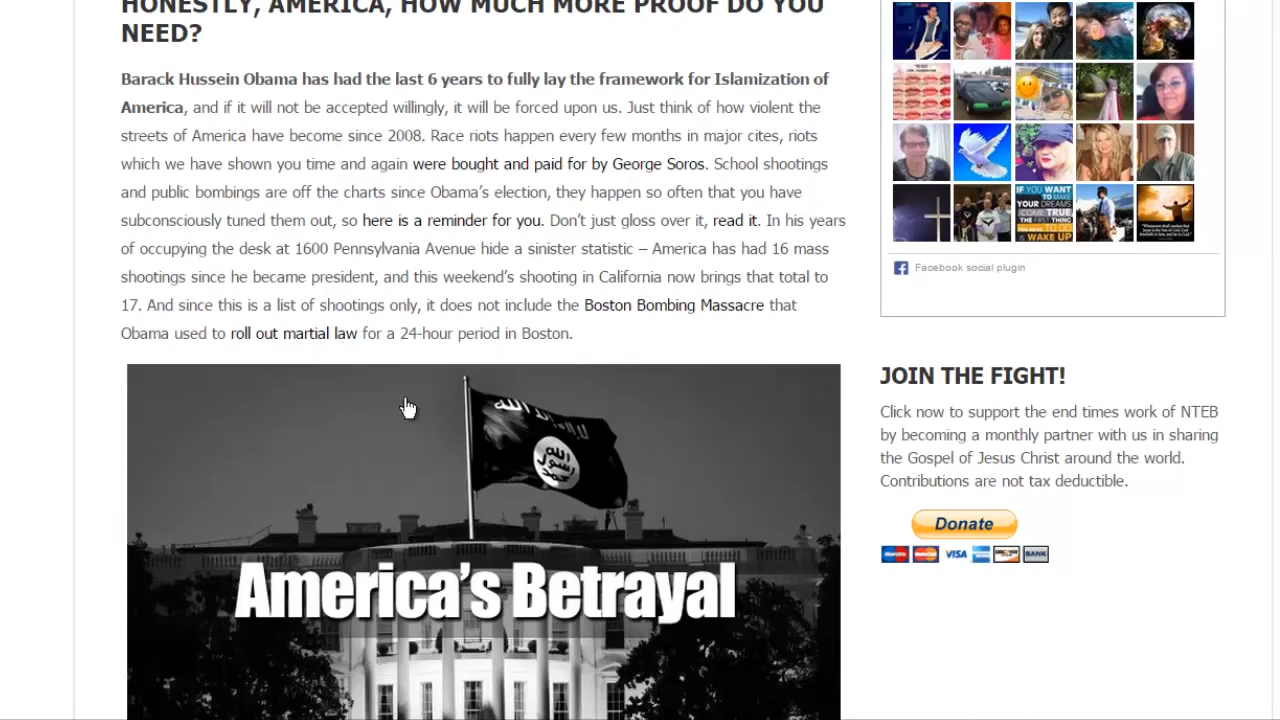 HONESTLY, AMERICA, HOW MUCH MORE PROOF DO YOU
NEED?
Barack Hussein Obama has had the last 6 years to fully lay the framework for Islamization of
America, and if it will not be accepted willingly, it will be forced upon us. Just think of how violent the
streets of America have become since 2008. Race riots happen every few months in major cites, riots
which we have shown you time and again were bought and paid for by George Soros. School shootings
and public bombings are off the charts since Obama's election, they happen so often that you have
subconsciously tuned them out. Here is a reminder for you. Don't just gloss over it, read it. In his years
of occupying the desk at 1600 Pensylvania Avenue hide a sinister statistic – America has had 16 mass
shootings since he became president, and this weekend's shooting in California now brings that total to
17. And since this is a list of shootings only, it does not include the Boston Bombing Massacre that
Obama used to roll out martial law for a 24-hour period in Boston.
America's Betrayal
IF YOU WANT
TO MAKE
YOUR DREAMS
COME TRUE,
THE FIRST THING
YOU HAVE TO DO
IS WAKE UP
Facebook social plugin
JOIN THE FIGHT!
Click now to support the end times work of NTEB
by becoming a monthly partner with us in sharing
the Gospel of Jesus Christ around the world.
Contributions are not tax deductible.
Donate
VISA
BANK